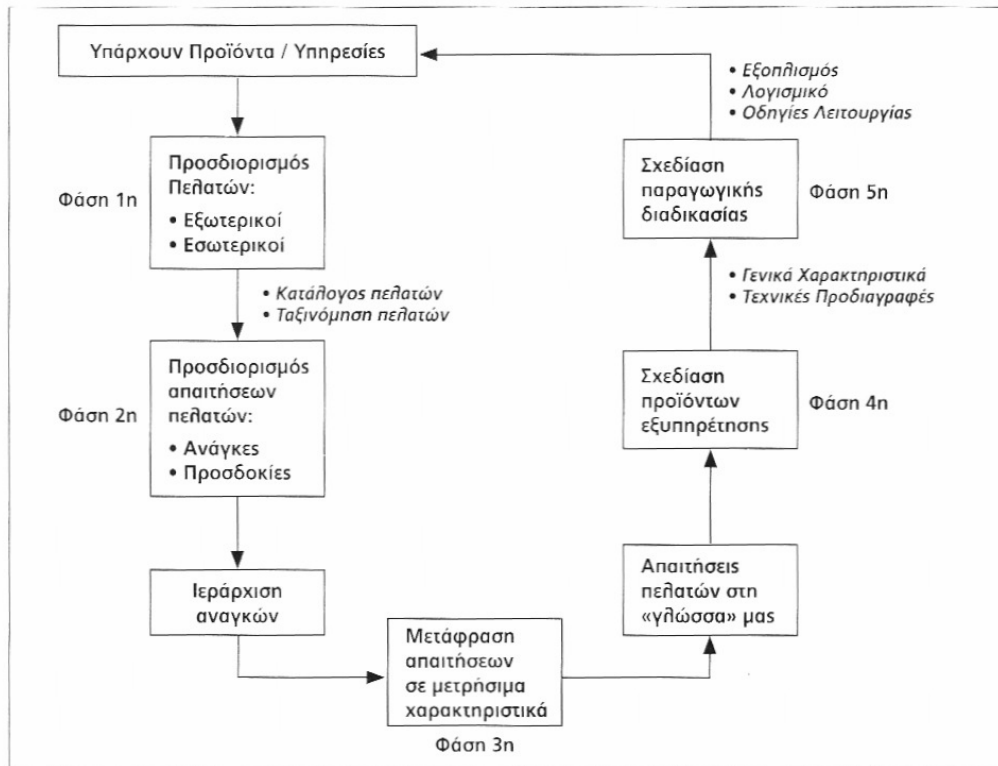 Υπάρχουν Προϊόντα / Υπηρεσίες
Φάση 1η
Προσδιορισμός
Πελατών:
• Εξωτερικοί
• Εσωτερικοί
• Κατάλογος πελατών
• Ταξινόμηση πελατών
Φάση 2η
Προσδιορισμός
απαιτήσεων
πελατών:
• Ανάγκες
• Προσδοκίες
Ιεράρχιση
αναγκών
Μετάφραση
απαιτήσεων
σε μετρήσιμα
χαρακτηριστικά
Φάση 3η
Απαιτήσεις
πελατών στη
«γλώσσα» μας
Σχεδίαση
προϊόντων
εξυπηρέτησης
Φάση 4η
• Γενικά Χαρακτηριστικά
• Τεχνικές Προδιαγραφές
Σχεδίαση
παραγωγικής
διαδικασίας
Φάση 5η
• Εξοπλισμός
• Λογισμικό
• Οδηγίες Λειτουργίας